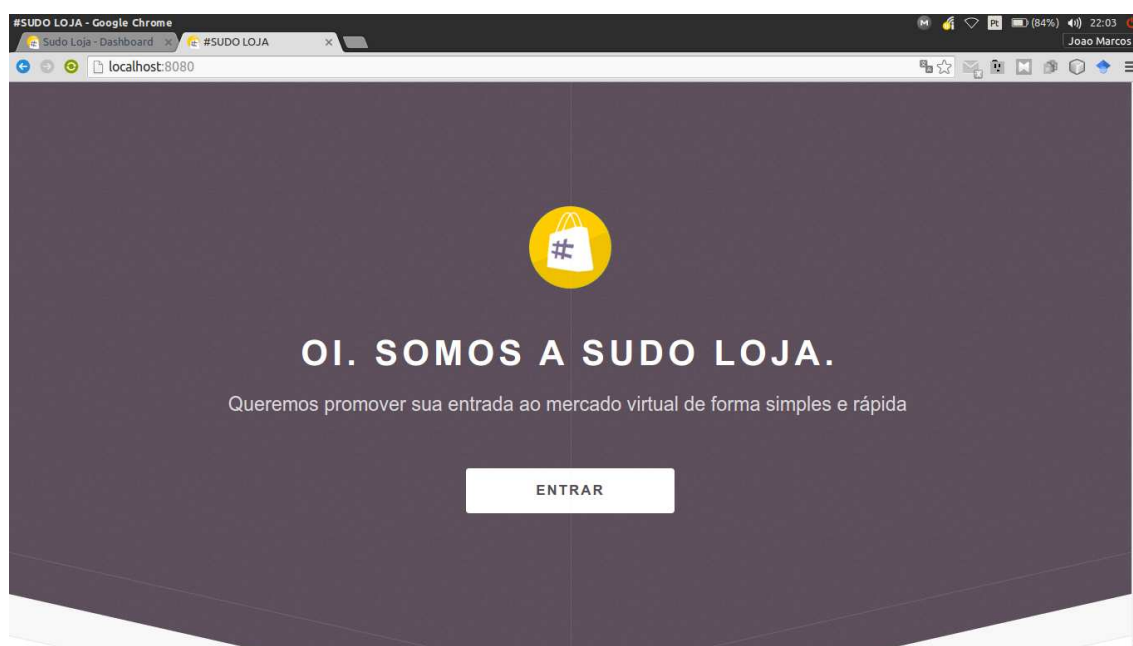 #SUDO LOJA - Google Chrome
M Pt (84%) 22:03
Sudo Loja - Dashboard × #SUDO LOJA × Joao Marcos
localhost:8080
#
OI. SOMOS A SUDO LOJA.
Queremos promover sua entrada ao mercado virtual de forma simples e rápida
ENTRAR